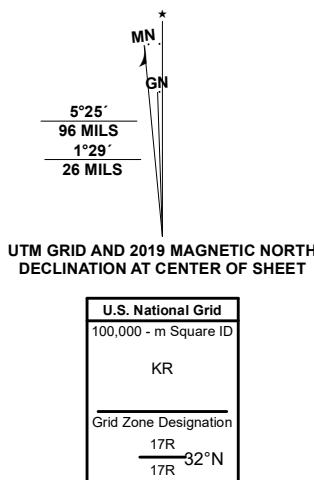 ★
MN
GN
5°25´
96 MILS
1°29´
26 MILS
UTM GRID AND 2019 MAGNETIC NORTH
DECLINATION AT CENTER OF SHEET
U.S. National Grid
100,000 - m Square ID
KR
Grid Zone Designation
17R
32°N
17R